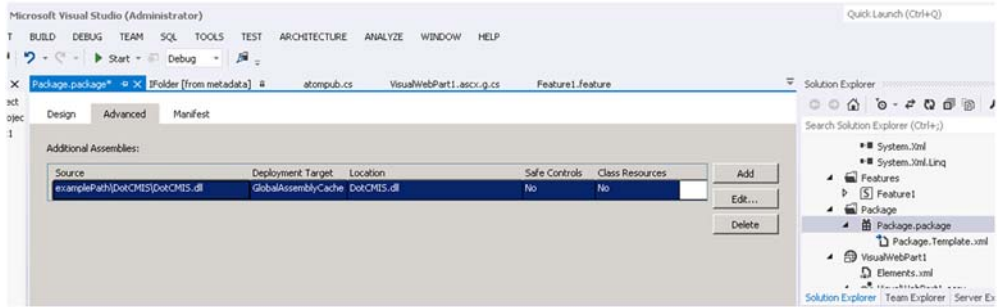 Microsoft Visual Studio (Administrator)
Quick Launch (Ctrl+Q)
T BUILD DEBUG TEAM SQL TOOLS TEST ARCHITECTURE ANALYZE WINDOW HELP
Start Debug
Package.package* IFolder [from metadata] atompub.cs VisualWebPart1.ascx.g.cs Feature1.feature
Solution Explorer
Search Solution Explorer (Ctrl+;)
Design Advanced Manifest
Additional Assemblies:
Source Deployment Target Location Safe Controls Class Resources
examplePath\DotCMIS\DotCMIS.dll GlobalAssemblyCache DotCMIS.dll No No
Add
Edit...
Delete
System.Xml
System.Xml.Linq
Features
Feature1
Package
Package.package
Package.Template.xml
VisualWebPart1
Elements.xml
Solution Explorer Team Explorer Server Ex